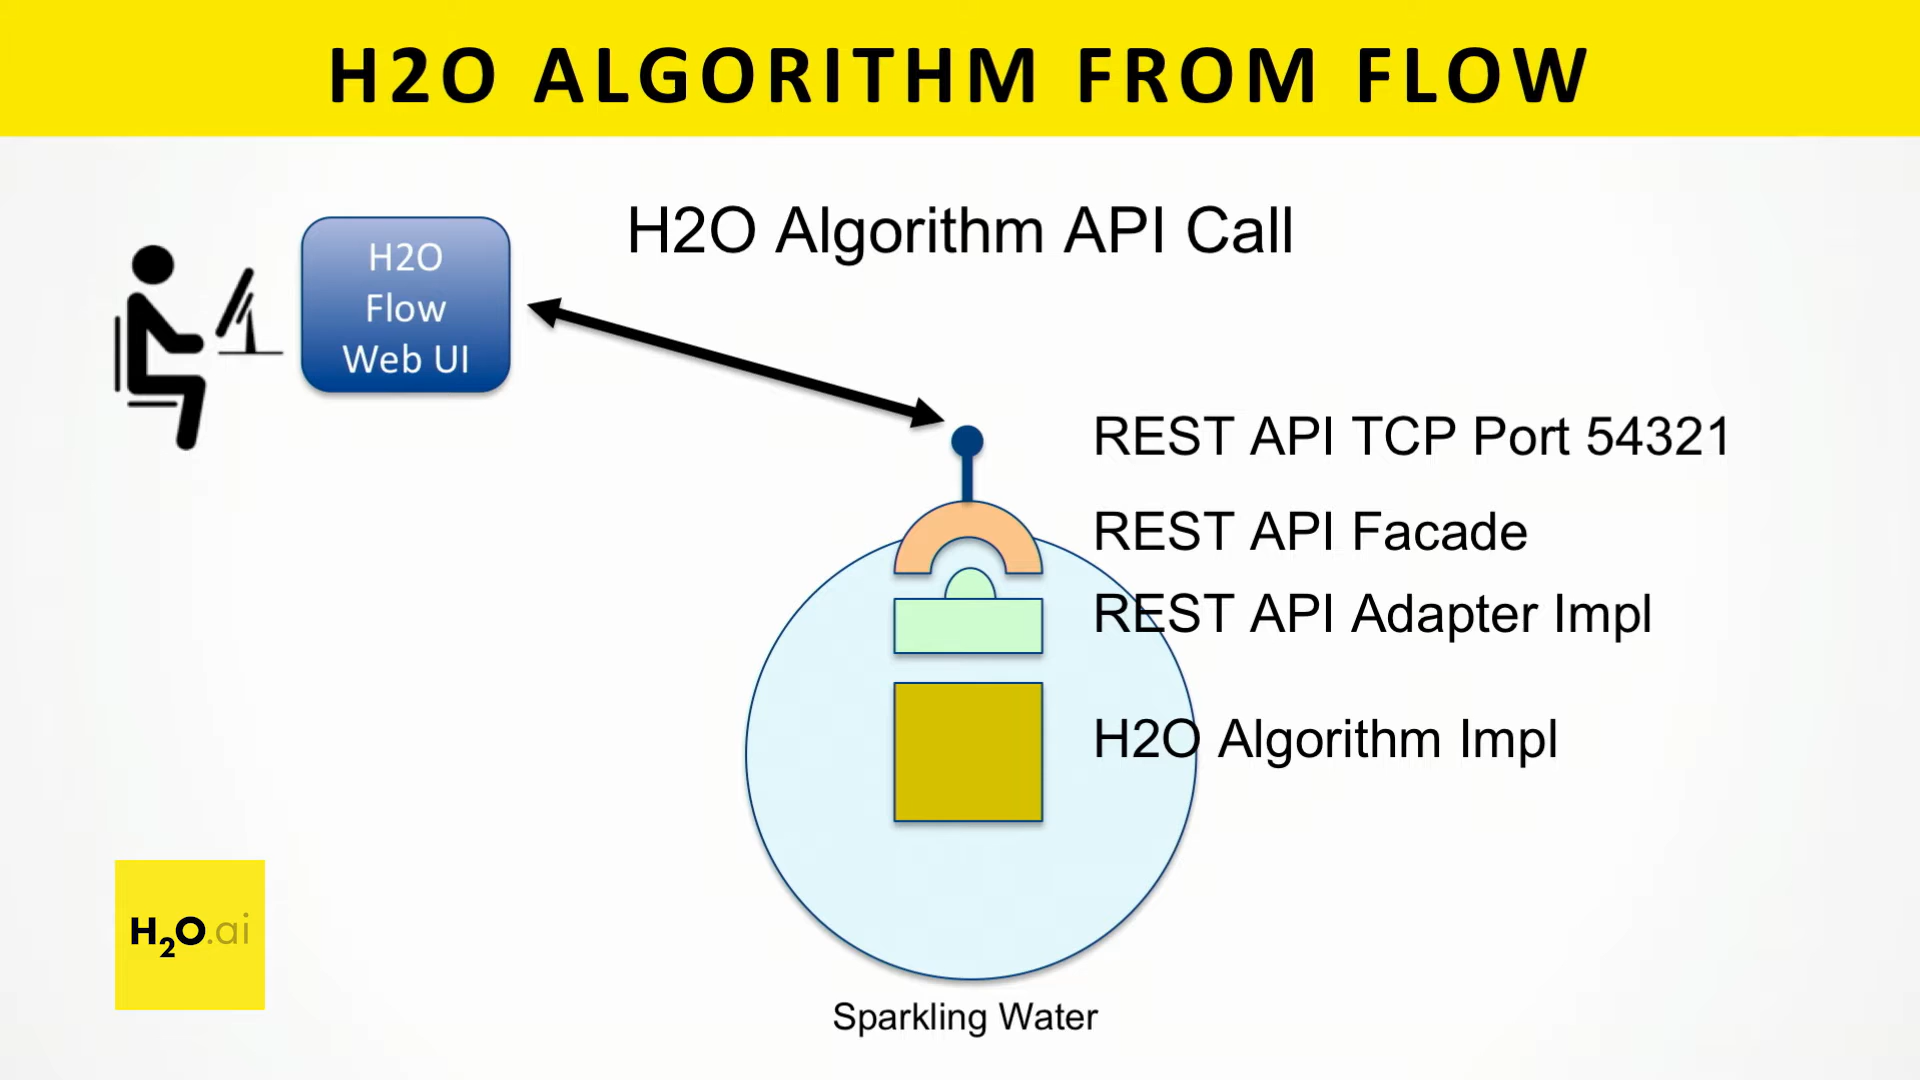 H2O ALGORITHM FROM FLOW
H2O Algorithm API Call
H2O
Flow
Web UI
REST API TCP Port 54321
REST API Facade
REST API Adapter Impl
H2O Algorithm Impl
H2O.ai
Sparkling Water